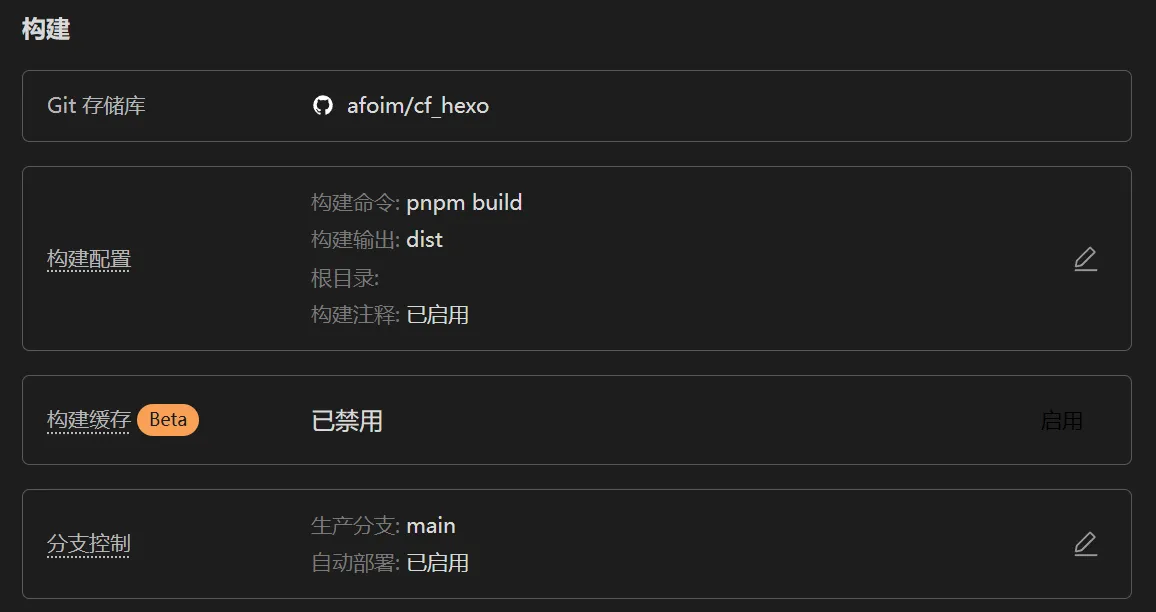 构建
Git 存储库 afoim/cf_hexo
构建配置
构建命令: pnpm build
构建输出: dist
根目录:
构建注释: 已启用
构建缓存 Beta 已禁用 启用
分支控制
生产分支: main
自动部署: 已启用